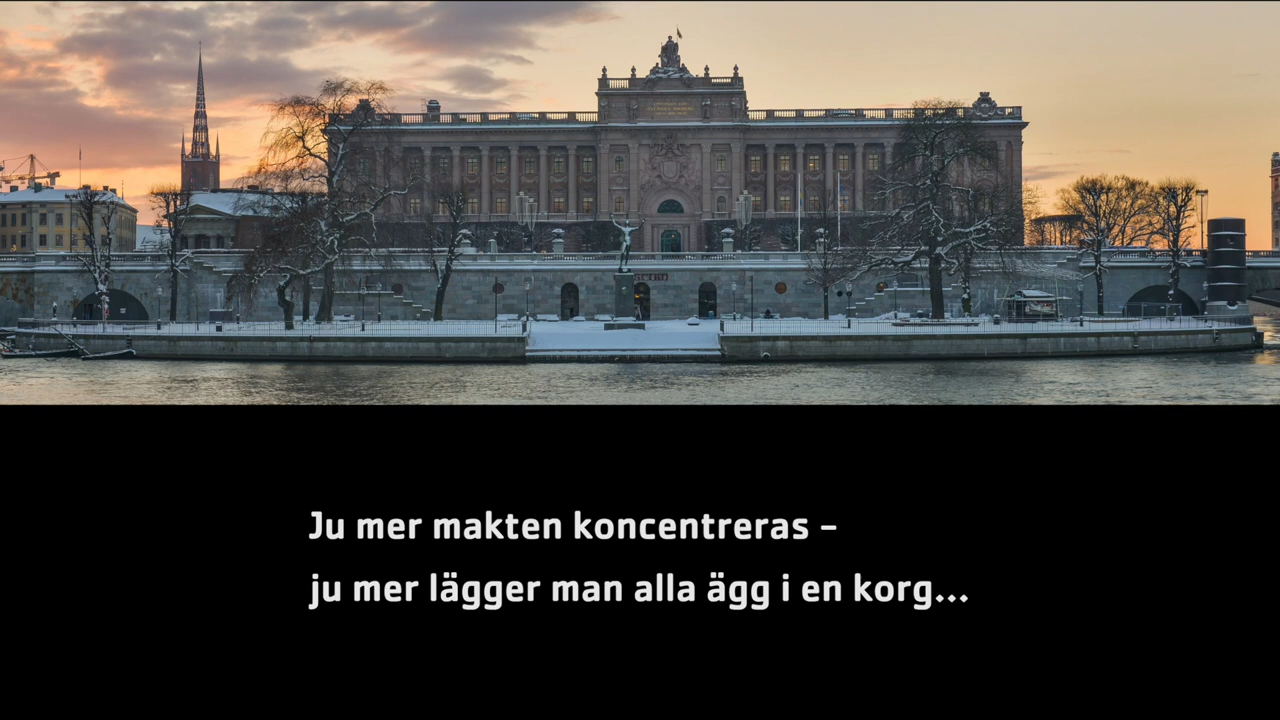 Ju mer makten koncentreras –
ju mer lägger man alla ägg i en korg...